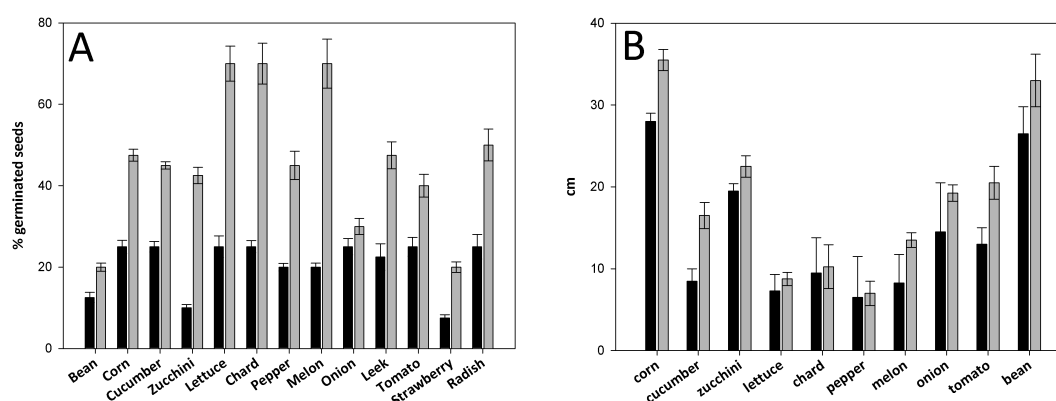 A
% germinated seeds
80
60
40
20
0
Bean
Corn
Cucumber
Zucchini
Lettuce
Chard
Pepper
Melon
Onion
Leek
Tomato
Strawberry
Radish
B
cm
40
30
20
10
0
corn
cucumber
zucchini
lettuce
chard
pepper
melon
onion
tomato
bean